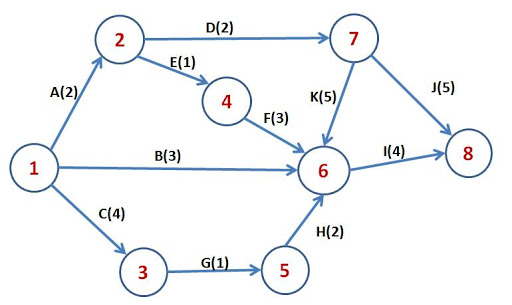 D(2)
2
7
E(1)
A(2)
K(5)
J(5)
4
F(3)
B(3)
I(4)
8
1
6
C(4)
H(2)
G(1)
3
5